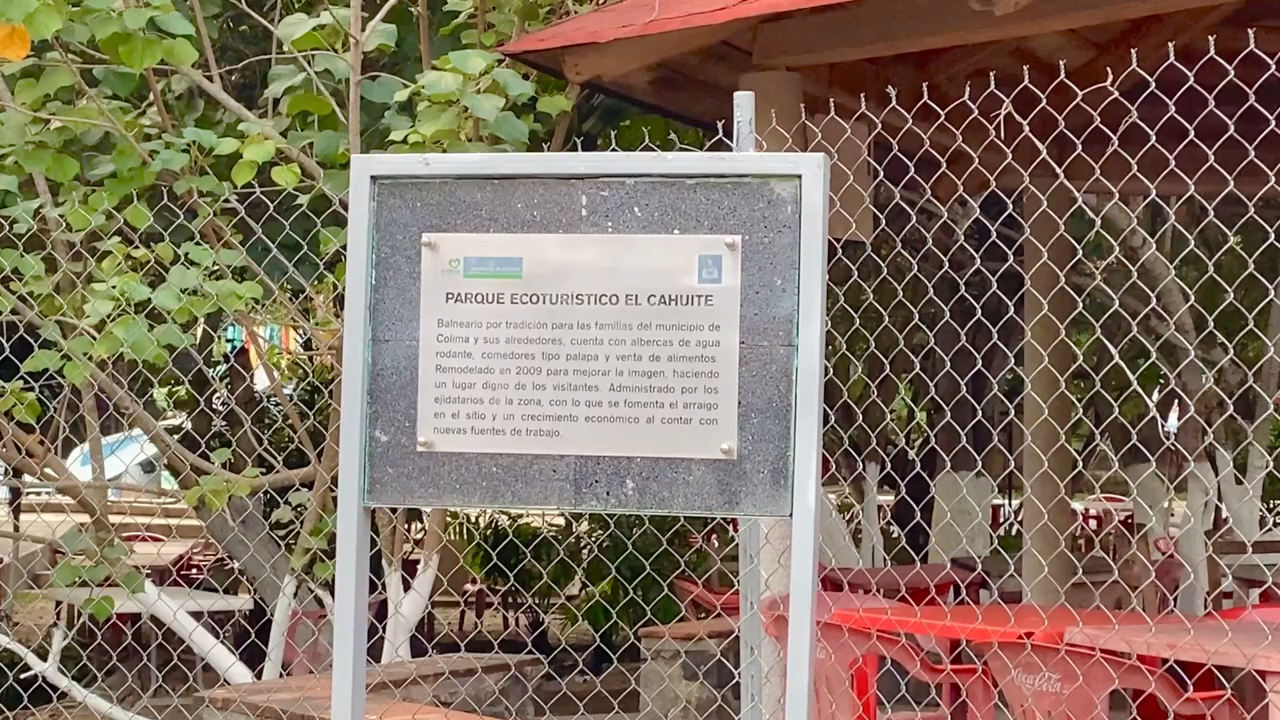 PARQUE ECOTURÍSTICO EL CAHUITE
Balneario por tradición para las familias del municipio de
Colima y sus alrededores, cuenta con albercas de agua
rodante, comedores tipo palapa y venta de alimentos.
Remodelado en 2009 para mejorar la imagen, haciendo
un lugar digno de los visitantes. Administrado por los
ejidatarios de la zona, con lo que se fomenta el arraigo
en el sitio y un crecimiento económico al contar con
nuevas fuentes de trabajo.
Coca-Cola